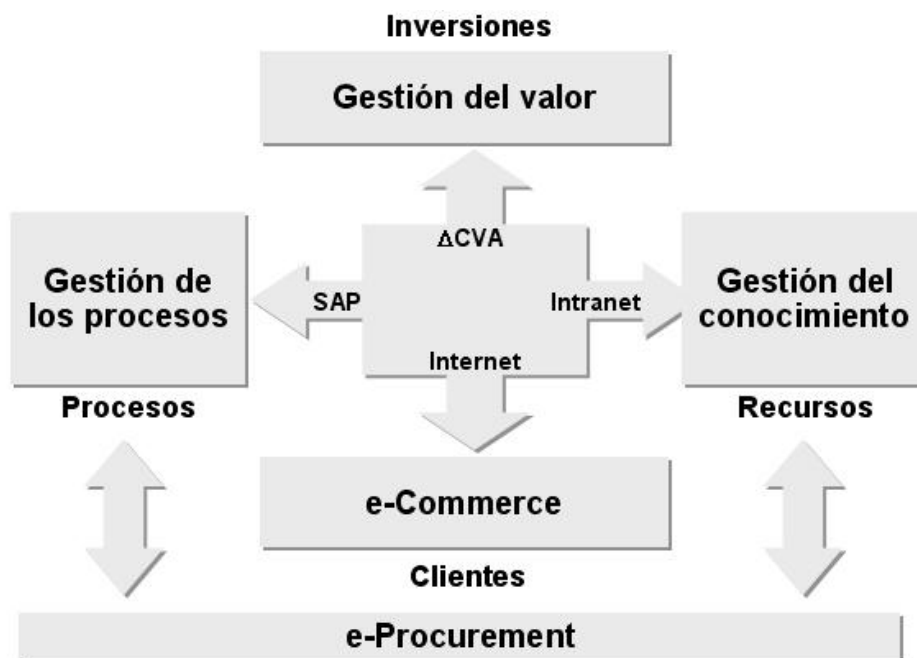 Inversiones
Gestión del valor
ΔCVA
Gestión de
los procesos
SAP
Intranet
Gestión del
conocimiento
Internet
Procesos
Recursos
e-Commerce
Clientes
e-Procurement